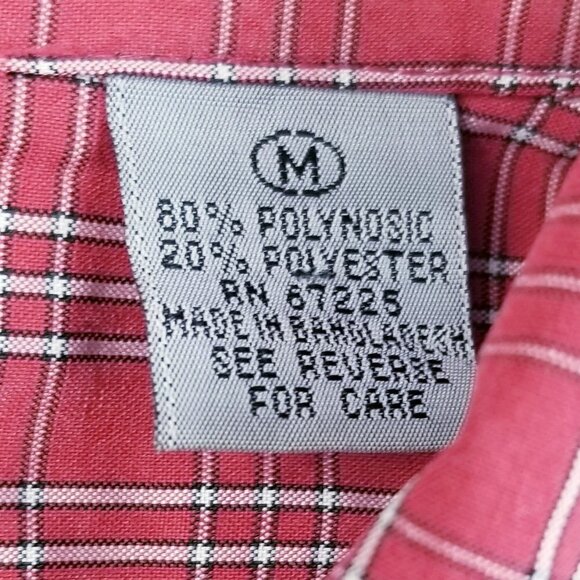 M
80% POLYNOSIC
20% POLYESTER
RN 67225
MADE IN BANGLADESH
SEE REVERSE
FOR CARE